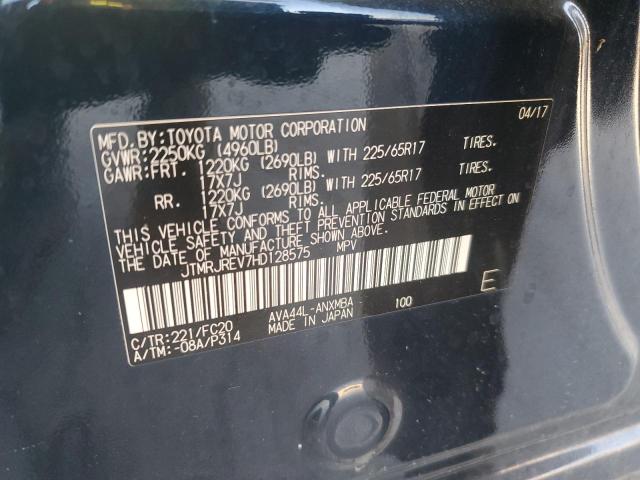 MFD. BY:TOYOTA MOTOR CORPORATION 04/17
GVWR:2250KG (4960LB)
GAWR:FRT. 1220KG (2690LB) WITH 225/65R17 TIRES.
17X7J RIMS.
RR. 1220KG (2690LB) WITH 225/65R17 TIRES.
17X7J RIMS.
THIS VEHICLE CONFORMS TO ALL APPLICABLE FEDERAL MOTOR
VEHICLE SAFETY AND THEFT PREVENTION STANDARDS IN EFFECT ON
THE DATE OF MANUFACTURE SHOWN ABOVE.
JTMRJREV7HD128575 MPV
E
AVA44L-ANXMBA 100
C/TR:221/FC20 MADE IN JAPAN
A/TM:-08A/P314